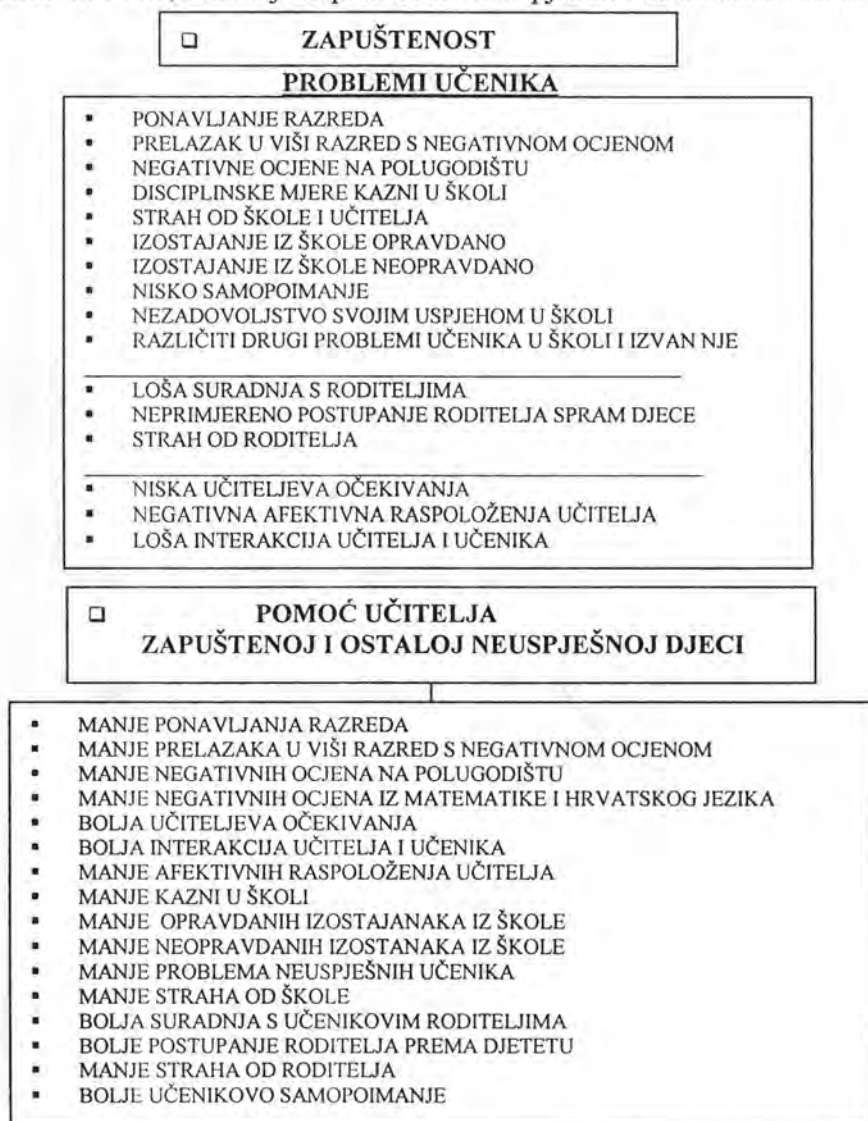 ❑ ZAPUŠTENOST
PROBLEMI UČENIKA
▪ PONAVLJANJE RAZREDA
▪ PRELAZAK U VIŠI RAZRED S NEGATIVNOM OCJENOM
▪ NEGATIVNE OCJENE NA POLUGODIŠTU
▪ DISCIPLINSKE MJERE KAZNI U ŠKOLI
▪ STRAH OD ŠKOLE I UČITELJA
▪ IZOSTAJANJE IZ ŠKOLE OPRAVDANO
▪ IZOSTAJANJE IZ ŠKOLE NEOPRAVDANO
▪ NISKO SAMOPOIMANJE
▪ NEZADOVOLJSTVO SVOJIM USPJEHOM U ŠKOLI
▪ RAZLIČITI DRUGI PROBLEMI UČENIKA U ŠKOLI I IZVAN NJE
▪ LOŠA SURADNJA S RODITELJIMA
▪ NEPRIMJERENO POSTUPANJE RODITELJA SPRAM DJECE
▪ STRAH OD RODITELJA
▪ NISKA UČITELJEVA OČEKIVANJA
▪ NEGATIVNA AFEKTIVNA RASPOLOŽENJA UČITELJA
▪ LOŠA INTERAKCIJA UČITELJA I UČENIKA
❑ POMOĆ UČITELJA
ZAPUŠTENOJ I OSTALOJ NEUSPJEŠNOJ DJECI
▪ MANJE PONAVLJANJA RAZREDA
▪ MANJE PRELAZAKA U VIŠI RAZRED S NEGATIVNOM OCJENOM
▪ MANJE NEGATIVNIH OCJENA NA POLUGODIŠTU
▪ MANJE NEGATIVNIH OCJENA IZ MATEMATIKE I HRVATSKOG JEZIKA
▪ BOLJA UČITELJEVA OČEKIVANJA
▪ BOLJA INTERAKCIJA UČITELJA I UČENIKA
▪ MANJE AFEKTIVNIH RASPOLOŽENJA UČITELJA
▪ MANJE KAZNI U ŠKOLI
▪ MANJE OPRAVDANIH IZOSTAJANAKA IZ ŠKOLE
▪ MANJE NEOPRAVDANIH IZOSTANAKA IZ ŠKOLE
▪ MANJE PROBLEMA NEUSPJEŠNIH UČENIKA
▪ MANJE STRAHA OD ŠKOLE
▪ BOLJA SURADNJA S UČENIKOVIM RODITELJIMA
▪ BOLJE POSTUPANJE RODITELJA PREMA DJETETU
▪ MANJE STRAHA OD RODITELJA
▪ BOLJE UČENIKOVO SAMOPOIMANJE